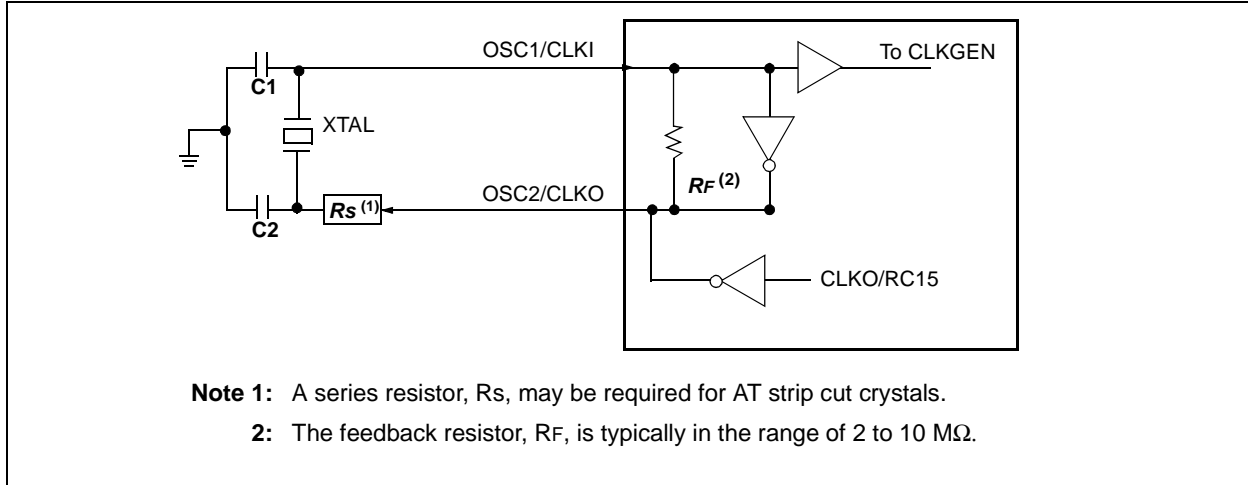 OSC1/CLKI
To CLKGEN
C1
XTAL
RF (2)
OSC2/CLKO
Rs (1)
C2
CLKO/RC15
Note 1: A series resistor, Rs, may be required for AT strip cut crystals.
2: The feedback resistor, RF, is typically in the range of 2 to 10 MΩ.